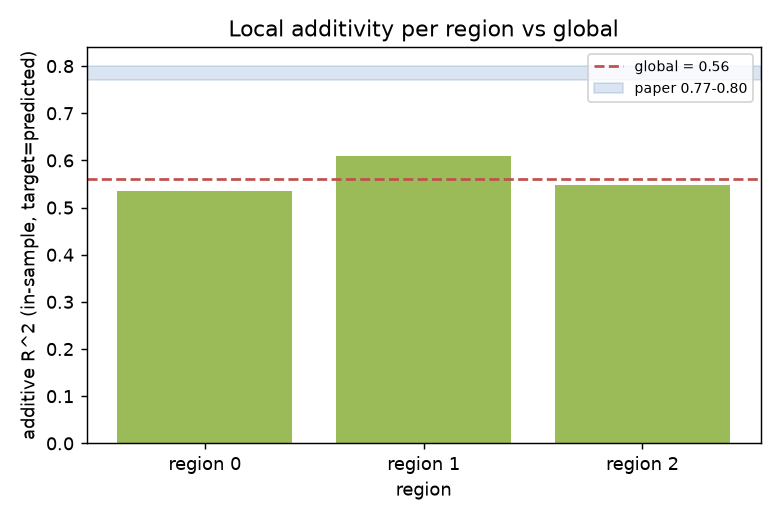 Local additivity per region vs global
global = 0.56
paper 0.77-0.80
additive R^2 (in-sample, target=predicted)
0.8
0.7
0.6
0.5
0.4
0.3
0.2
0.1
0.0
region 0 region 1 region 2
region